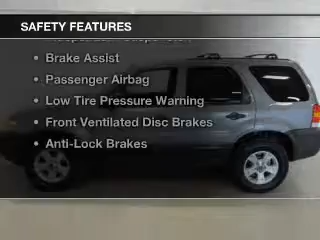 SAFETY FEATURES
• Brake Assist
• Passenger Airbag
• Low Tire Pressure Warning
• Front Ventilated Disc Brakes
• Anti-Lock Brakes